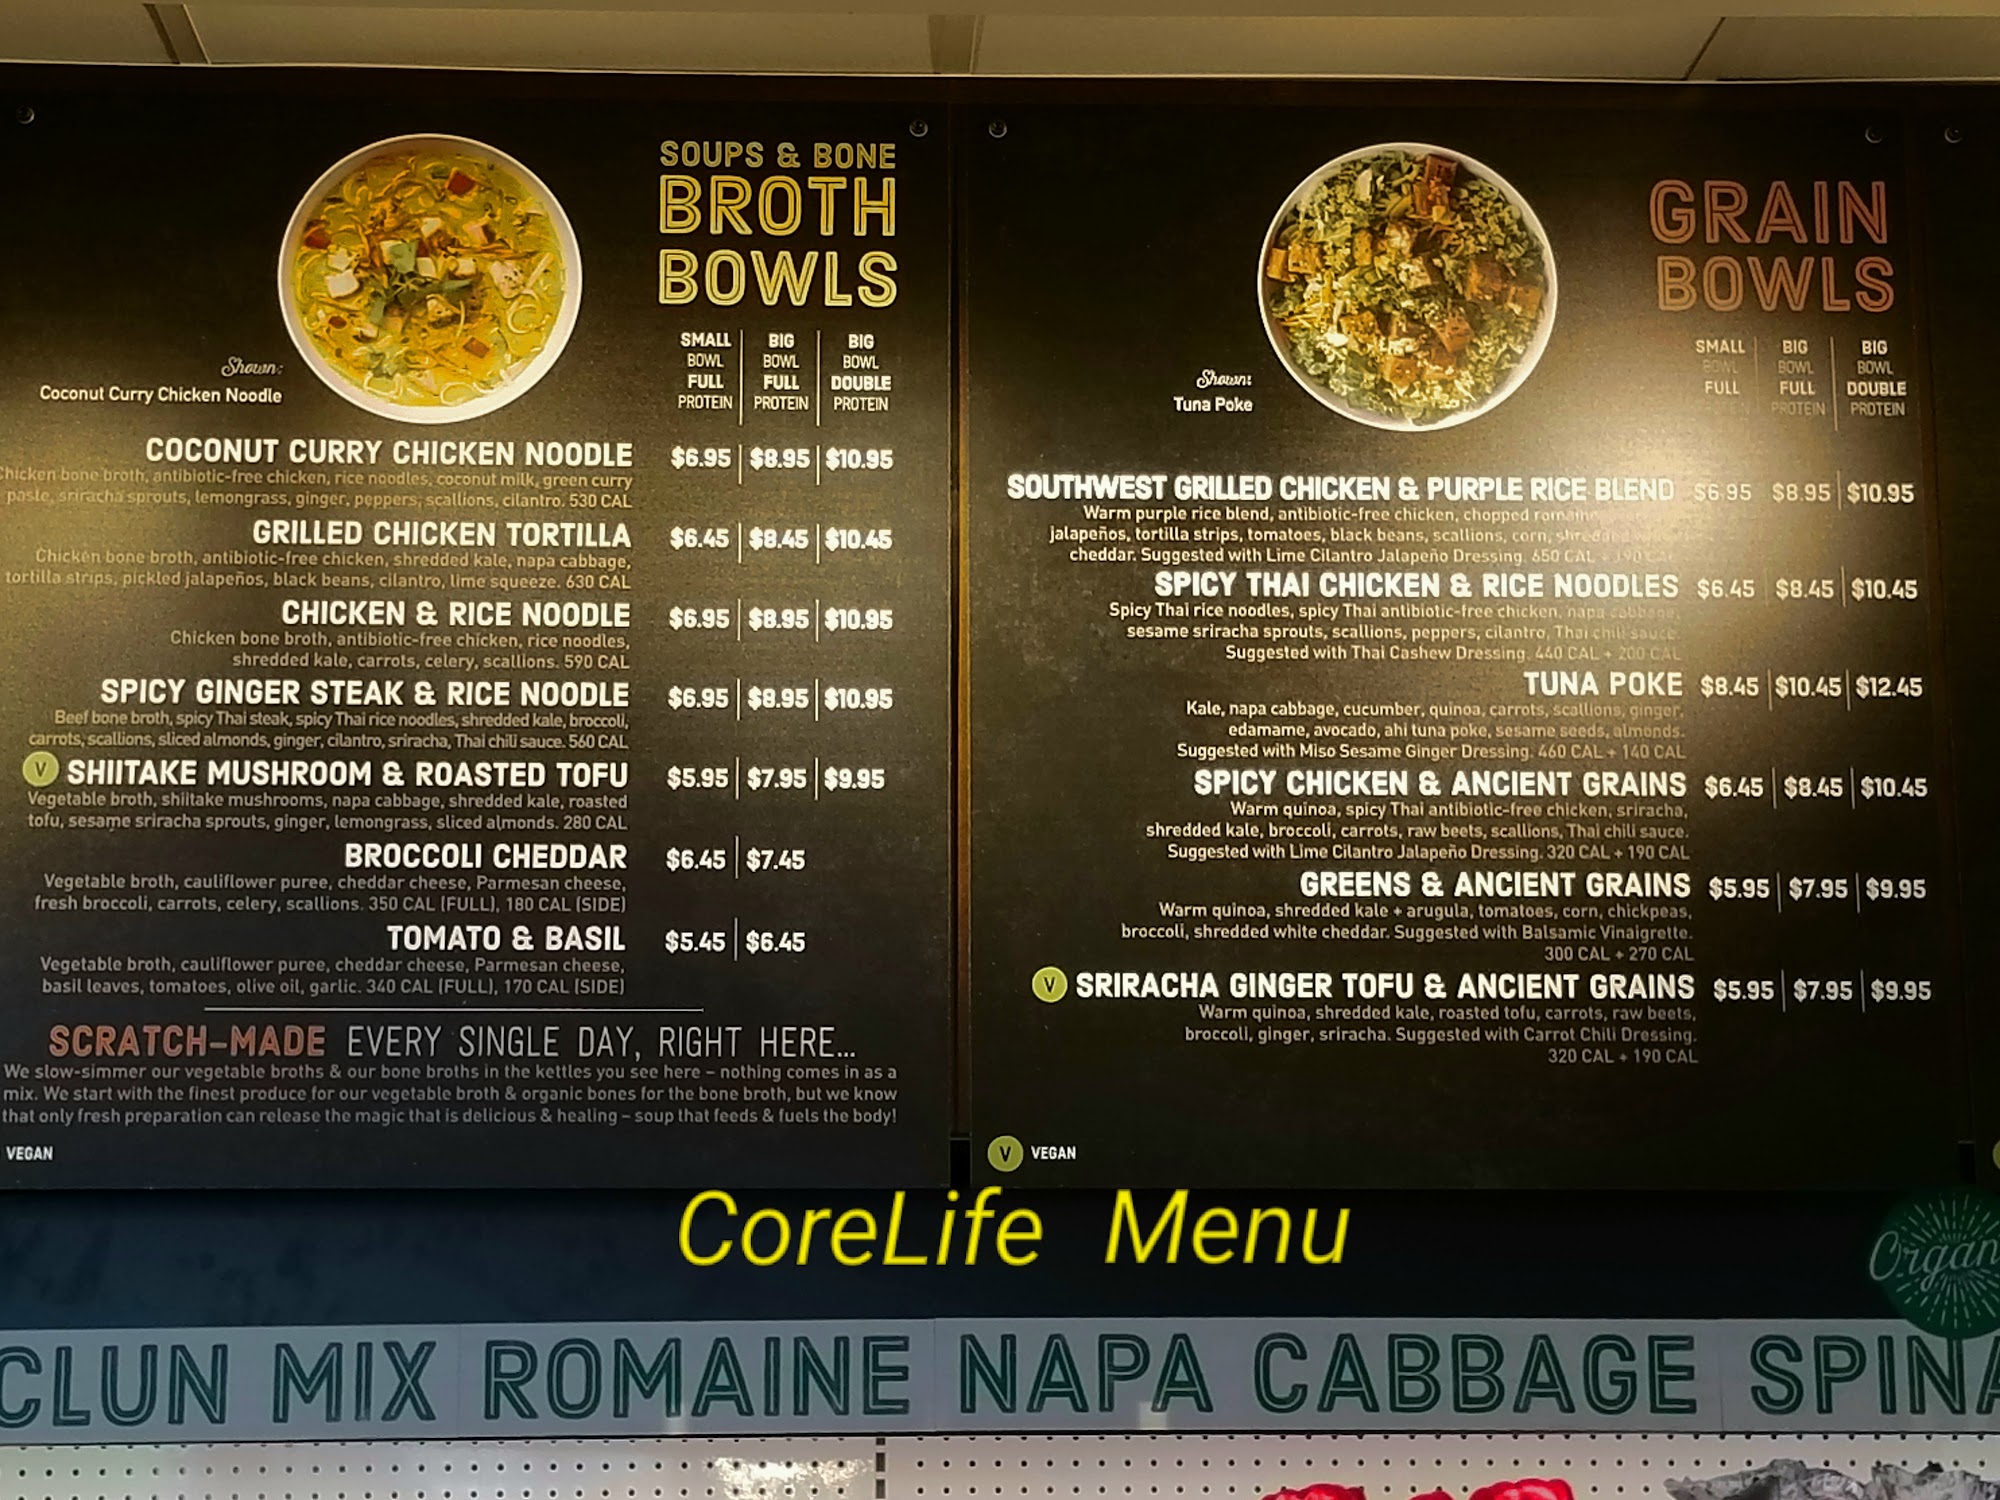 SOUPS & BONE
BROTH
BOWLS
SMALL BOWL FULL PROTEIN
BIG BOWL FULL PROTEIN
BIG BOWL DOUBLE PROTEIN
Shown:
Coconut Curry Chicken Noodle
COCONUT CURRY CHICKEN NOODLE $6.95 $8.95 $10.95
Chicken bone broth, antibiotic-free chicken, rice noodles, coconut milk, green curry
paste, sriracha sprouts, lemongrass, ginger, peppers, scallions, cilantro. 530 CAL
GRILLED CHICKEN TORTILLA $6.45 $8.45 $10.45
Chicken bone broth, antibiotic-free chicken, shredded kale, napa cabbage,
tortilla strips, pickled jalapeños, black beans, cilantro, lime squeeze. 630 CAL
CHICKEN & RICE NOODLE $6.95 $8.95 $10.95
Chicken bone broth, antibiotic-free chicken, rice noodles,
shredded kale, carrots, celery, scallions. 590 CAL
SPICY GINGER STEAK & RICE NOODLE $6.95 $8.95 $10.95
Beef bone broth, spicy Thai steak, spicy Thai rice noodles, shredded kale, broccoli,
carrots, scallions, sliced almonds, ginger, cilantro, sriracha, Thai chili sauce. 560 CAL
V SHIITAKE MUSHROOM & ROASTED TOFU $5.95 $7.95 $9.95
Vegetable broth, shiitake mushrooms, napa cabbage, shredded kale, roasted
tofu, sesame sriracha sprouts, ginger, lemongrass, sliced almonds. 280 CAL
BROCCOLI CHEDDAR $6.45 $7.45
Vegetable broth, cauliflower puree, cheddar cheese, Parmesan cheese,
fresh broccoli, carrots, celery, scallions. 350 CAL (FULL), 180 CAL (SIDE)
TOMATO & BASIL $5.45 $6.45
Vegetable broth, cauliflower puree, cheddar cheese, Parmesan cheese,
basil leaves, tomatoes, olive oil, garlic. 340 CAL (FULL), 170 CAL (SIDE)
SCRATCH-MADE EVERY SINGLE DAY, RIGHT HERE...
We slow-simmer our vegetable broths & our bone broths in the kettles you see here – nothing comes in as a
mix. We start with the finest produce for our vegetable broth & organic bones for the bone broth, but we know
that only fresh preparation can release the magic that is delicious & healing – soup that feeds & fuels the body!
VEGAN
GRAIN
BOWLS
SMALL BOWL FULL
BIG BOWL FULL PROTEIN
BIG BOWL DOUBLE PROTEIN
Shown:
Tuna Poke
SOUTHWEST GRILLED CHICKEN & PURPLE RICE BLEND $6.95 $8.95 $10.95
Warm purple rice blend, antibiotic-free chicken, chopped romaine,
jalapeños, tortilla strips, tomatoes, black beans, scallions, corn, shredded
cheddar. Suggested with Lime Cilantro Jalapeño Dressing. 650 CAL + 190 CAL
SPICY THAI CHICKEN & RICE NOODLES $6.45 $8.45 $10.45
Spicy Thai rice noodles, spicy Thai antibiotic-free chicken, napa cabbage,
sesame sriracha sprouts, scallions, peppers, cilantro, Thai chili sauce.
Suggested with Thai Cashew Dressing. 440 CAL + 200 CAL
TUNA POKE $8.45 $10.45 $12.45
Kale, napa cabbage, cucumber, quinoa, carrots, scallions, ginger,
edamame, avocado, ahi tuna poke, sesame seeds, almonds.
Suggested with Miso Sesame Ginger Dressing. 460 CAL + 140 CAL
SPICY CHICKEN & ANCIENT GRAINS $6.45 $8.45 $10.45
Warm quinoa, spicy Thai antibiotic-free chicken, sriracha,
shredded kale, broccoli, carrots, raw beets, scallions, Thai chili sauce.
Suggested with Lime Cilantro Jalapeño Dressing. 320 CAL + 190 CAL
GREENS & ANCIENT GRAINS $5.95 $7.95 $9.95
Warm quinoa, shredded kale + arugula, tomatoes, corn, chickpeas,
broccoli, shredded white cheddar. Suggested with Balsamic Vinaigrette.
300 CAL + 270 CAL
V SRIRACHA GINGER TOFU & ANCIENT GRAINS $5.95 $7.95 $9.95
Warm quinoa, shredded kale, roasted tofu, carrots, raw beets,
broccoli, ginger, sriracha. Suggested with Carrot Chili Dressing.
320 CAL + 190 CAL
V VEGAN
CoreLife Menu
Organ
CLUN MIX ROMAINE NAPA CABBAGE SPINA